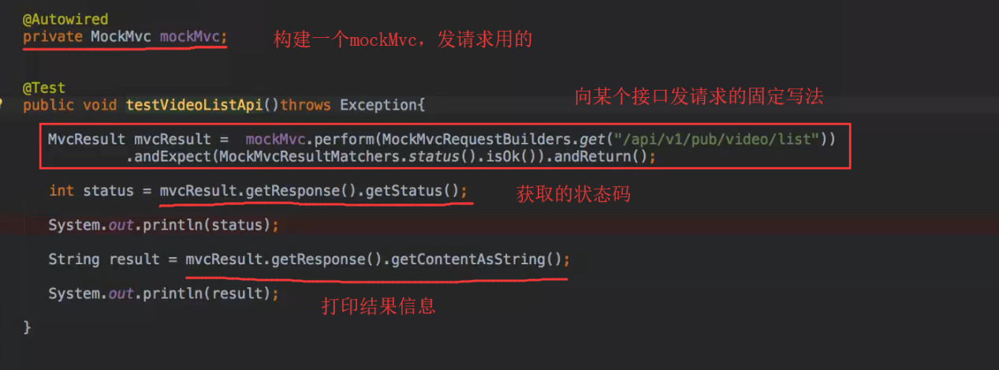 @Autowired
private MockMvc mockMvc;
构建一个mockMvc，发请求用的
@Test
public void testVideoListApi()throws Exception{
向某个接口发请求的固定写法
MvcResult mvcResult =  mockMvc.perform(MockMvcRequestBuilders.get("/api/v1/pub/video/list"))
.andExpect(MockMvcResultMatchers.status().isOk()).andReturn();
int status = mvcResult.getResponse().getStatus();
获取的状态码
System.out.println(status);
String result = mvcResult.getResponse().getContentAsString();
System.out.println(result);
打印结果信息
}